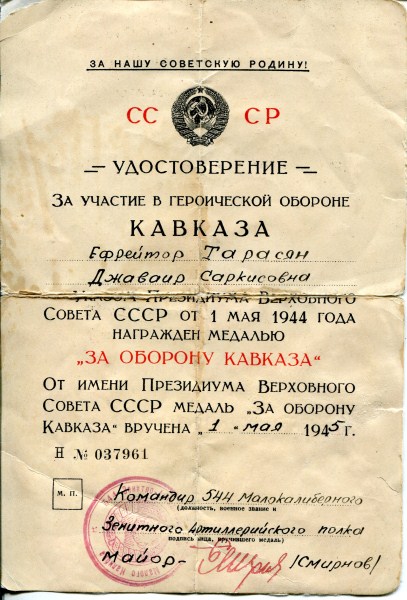 ЗА НАШУ СОВЕТСКУЮ РОДИНУ!
СС СР
УДОСТОВЕРЕНИЕ
ЗА УЧАСТИЕ В ГЕРОИЧЕСКОЙ ОБОРОНЕ
КАВКАЗА
Ефрейтор Тарасян
Джаваир Саркисовна
УКАЗОМ ПРЕЗИДИУМА ВЕРХОВНОГО
СОВЕТА СССР ОТ 1 МАЯ 1944 ГОДА
НАГРАЖДЕН МЕДАЛЬЮ
„ЗА ОБОРОНУ КАВКАЗА“
ОТ ИМЕНИ ПРЕЗИДИУМА ВЕРХОВНОГО
СОВЕТА СССР МЕДАЛЬ „ЗА ОБОРОНУ
КАВКАЗА“ ВРУЧЕНА „1“ мая 1945 г.
Н № 037961
М. П.
Командир 544 Малокалиберного
(должность, военное звание и
Зенитного Артиллерийского полка
подпись лица, вручившего медаль)
Майор- (Смирнов)